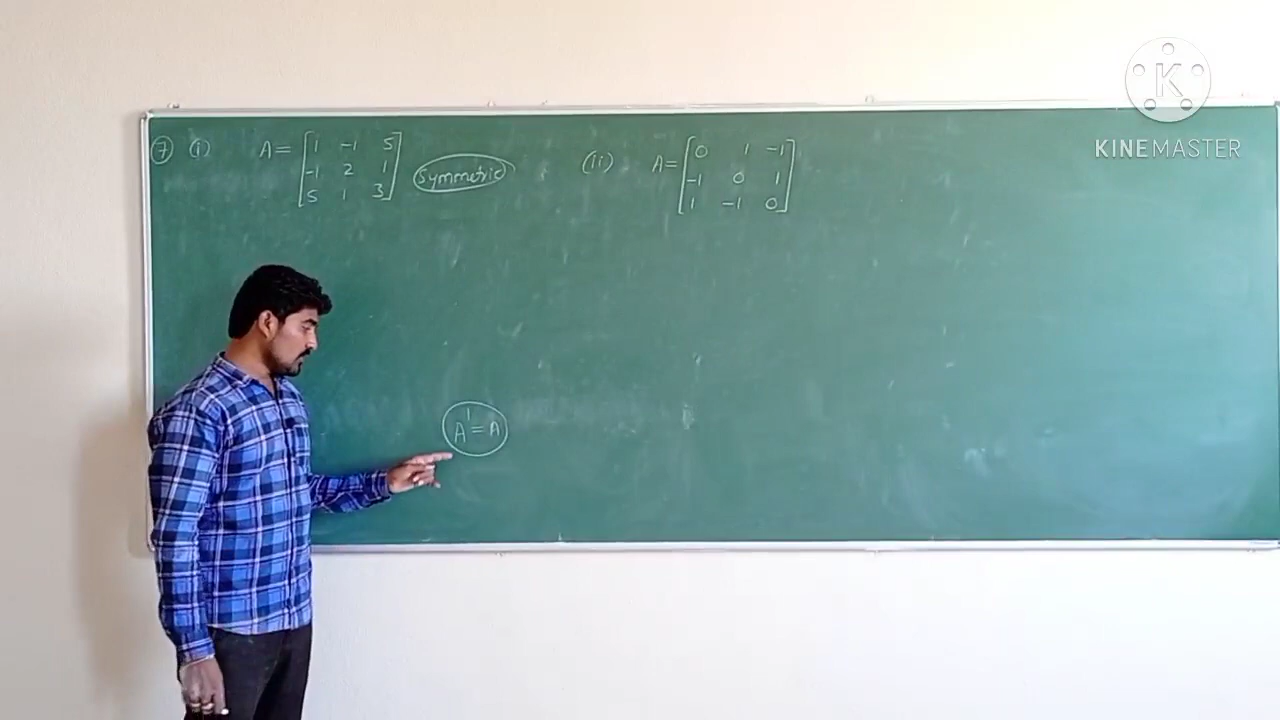 ⑦ (i) A = [1 -1 5
-1 2 1
5 1 3] Symmetric
(ii) A = [0 1 -1
-1 0 1
1 -1 0]
A' = A
K
KINEMASTER